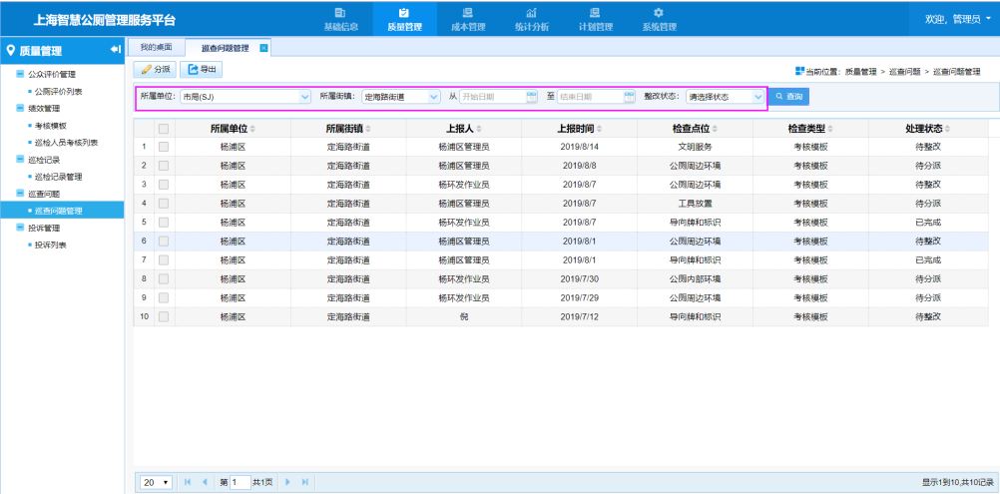 上海智慧公厕管理服务平台
基础信息 质量管理 成本管理 统计分析 计划管理 系统管理
欢迎, 管理员
质量管理
我的桌面 巡查问题管理
公众评价管理
公厕评价列表
绩效管理
考核模板
巡检人员考核列表
巡检记录
巡检记录管理
巡查问题
巡查问题管理
投诉管理
投诉列表
分派 导出
当前位置: 质量管理 > 巡查问题 > 巡查问题管理
所属单位: 市局(SJ) 所属街镇: 定海路街道 从 开始日期 至 结束日期 整改状态: 请选择状态 查询
所属单位 所属街镇 上报人 上报时间 检查点位 检查类型 处理状态
1 杨浦区 定海路街道 杨浦区管理员 2019/8/14 文明服务 考核模板 待整改
2 杨浦区 定海路街道 杨浦区管理员 2019/8/8 公厕周边环境 考核模板 待分派
3 杨浦区 定海路街道 杨环发作业员 2019/8/7 公厕周边环境 考核模板 待整改
4 杨浦区 定海路街道 杨浦区管理员 2019/8/7 工具放置 考核模板 待分派
5 杨浦区 定海路街道 杨环发作业员 2019/8/7 导向牌和标识 考核模板 已完成
6 杨浦区 定海路街道 杨浦区管理员 2019/8/1 公厕周边环境 考核模板 待整改
7 杨浦区 定海路街道 杨浦区管理员 2019/8/1 导向牌和标识 考核模板 已完成
8 杨浦区 定海路街道 杨环发作业员 2019/7/30 公厕内部环境 考核模板 待分派
9 杨浦区 定海路街道 杨环发作业员 2019/7/29 公厕周边环境 考核模板 待分派
10 杨浦区 定海路街道 倪 2019/7/12 导向牌和标识 考核模板 待整改
20 第 1 共1页
显示1到10,共10记录